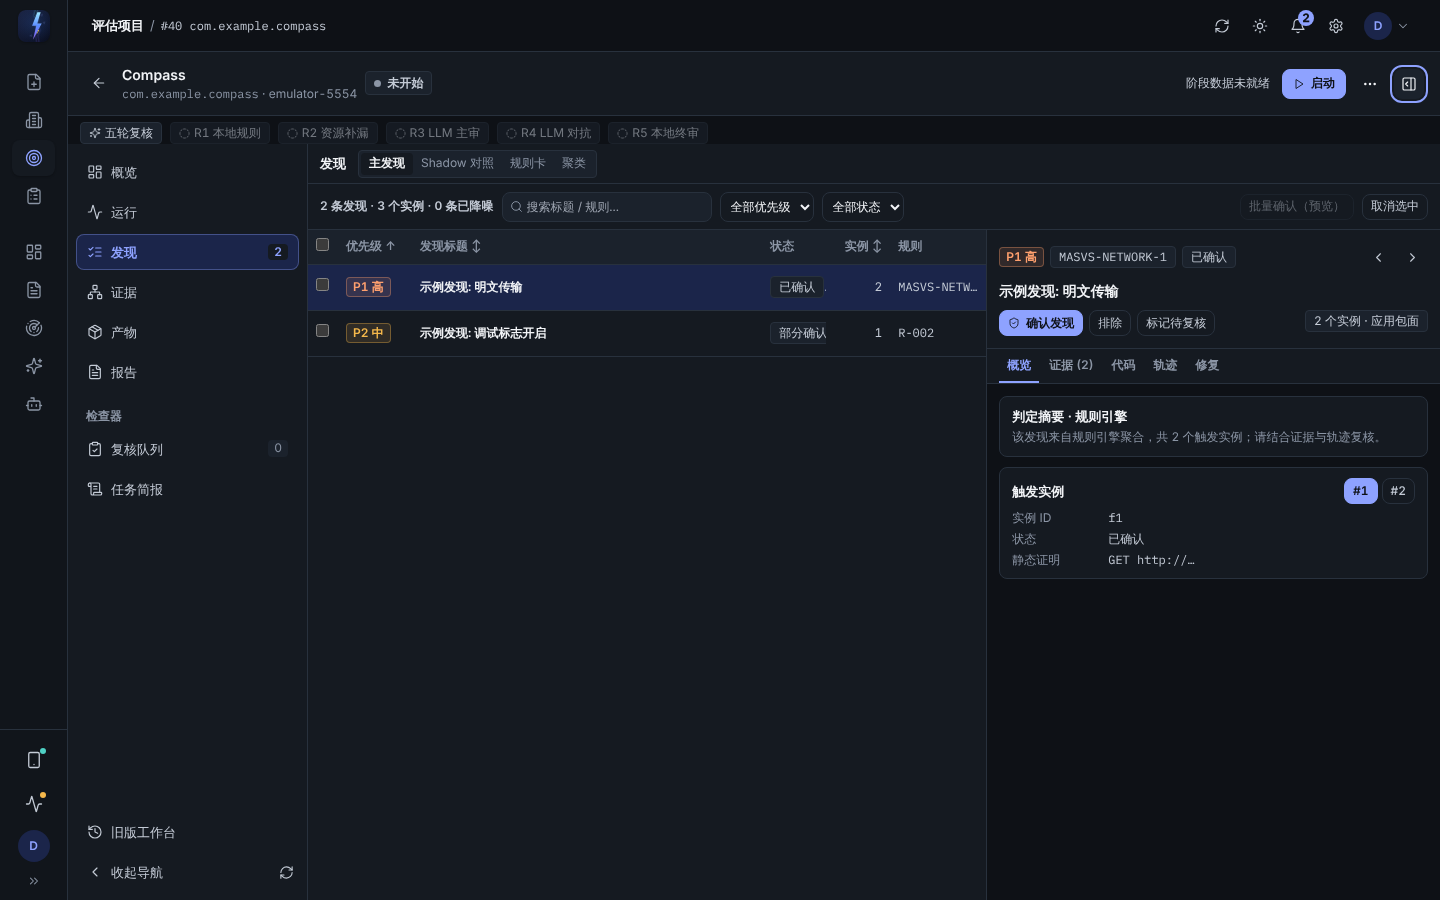 评估项目 / #40 com.example.compass
2
D
Compass
com.example.compass · emulator-5554
未开始
阶段数据未就绪
启动
五轮复核
R1 本地规则
R2 资源补漏
R3 LLM 主审
R4 LLM 对抗
R5 本地终审
概览
运行
发现 2
证据
产物
报告
检查器
复核队列 0
任务简报
旧版工作台
收起导航
D
发现
主发现 Shadow 对照 规则卡 聚类
2 条发现 · 3 个实例 · 0 条已降噪
搜索标题 / 规则...
全部优先级
全部状态
批量确认（预览）
取消选中
优先级 ↑ 发现标题 状态 实例 规则
P1 高 示例发现: 明文传输 已确认 2 MASVS-NETW…
P2 中 示例发现: 调试标志开启 部分确认 1 R-002
P1 高 MASVS-NETWORK-1 已确认
示例发现: 明文传输
确认发现 排除 标记待复核
2 个实例 · 应用包面
概览 证据 (2) 代码 轨迹 修复
判定摘要 · 规则引擎
该发现来自规则引擎聚合，共 2 个触发实例；请结合证据与轨迹复核。
触发实例 #1 #2
实例 ID f1
状态 已确认
静态证明 GET http://…